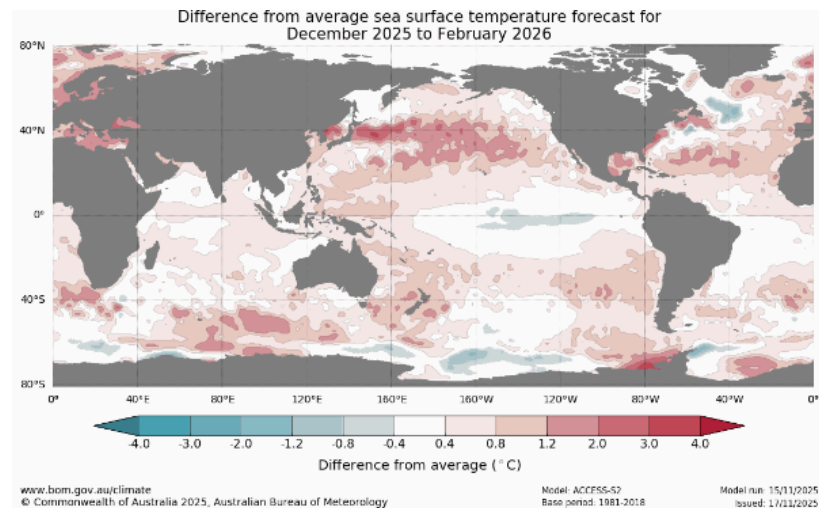 Difference from average sea surface temperature forecast for
December 2025 to February 2026
80°N
40°N
0°
40°S
80°S
0° 40°E 80°E 120°E 160°E 160°W 120°W 80°W 40°W 0°
-4.0 -3.0 -2.0 -1.2 -0.8 -0.4 0.4 0.8 1.2 2.0 3.0 4.0
Difference from average (°C)
www.bom.gov.au/climate
© Commonwealth of Australia 2025, Australian Bureau of Meteorology
Model: ACCESS-S2
Base period: 1981-2018
Model run: 15/11/2025
Issued: 17/11/2025